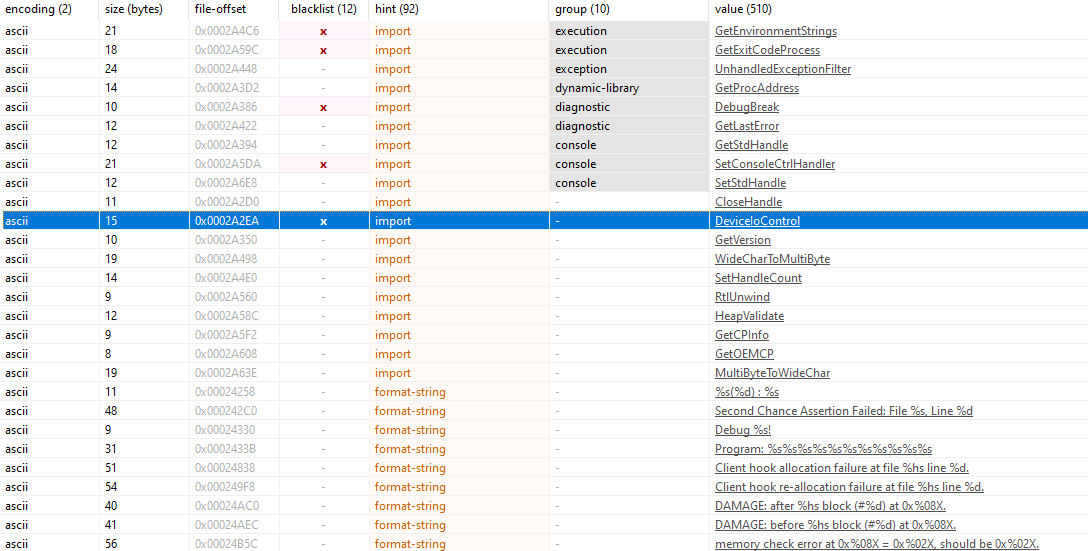 encoding (2) size (bytes) file-offset blacklist (12) hint (92) group (10) value (510)
ascii 21 0x0002A4C6 x import execution GetEnvironmentStrings
ascii 18 0x0002A59C x import execution GetExitCodeProcess
ascii 24 0x0002A448 - import exception UnhandledExceptionFilter
ascii 14 0x0002A3D2 - import dynamic-library GetProcAddress
ascii 10 0x0002A386 x import diagnostic DebugBreak
ascii 12 0x0002A422 - import diagnostic GetLastError
ascii 12 0x0002A394 - import console GetStdHandle
ascii 21 0x0002A5DA x import console SetConsoleCtrlHandler
ascii 12 0x0002A6E8 - import console SetStdHandle
ascii 11 0x0002A2D0 - import - CloseHandle
ascii 15 0x0002A2EA x import - DeviceIoControl
ascii 10 0x0002A350 - import - GetVersion
ascii 19 0x0002A498 - import - WideCharToMultiByte
ascii 14 0x0002A4E0 - import - SetHandleCount
ascii 9 0x0002A560 - import - RtlUnwind
ascii 12 0x0002A58C - import - HeapValidate
ascii 9 0x0002A5F2 - import - GetCPInfo
ascii 8 0x0002A608 - import - GetOEMCP
ascii 19 0x0002A63E - import - MultiByteToWideChar
ascii 11 0x00024258 - format-string - %s(%d) : %s
ascii 48 0x000242C0 - format-string - Second Chance Assertion Failed: File %s, Line %d
ascii 9 0x00024330 - format-string - Debug %s!
ascii 31 0x0002433B - format-string - Program: %s%s%s%s%s%s%s%s%s%s%s
ascii 51 0x00024838 - format-string - Client hook allocation failure at file %hs line %d.
ascii 54 0x000249F8 - format-string - Client hook re-allocation failure at file %hs line %d.
ascii 40 0x00024AC0 - format-string - DAMAGE: after %hs block (#%d) at 0x%08X.
ascii 41 0x00024AEC - format-string - DAMAGE: before %hs block (#%d) at 0x%08X.
ascii 56 0x00024B5C - format-string - memory check error at 0x%08X = 0x%02X, should be 0x%02X.